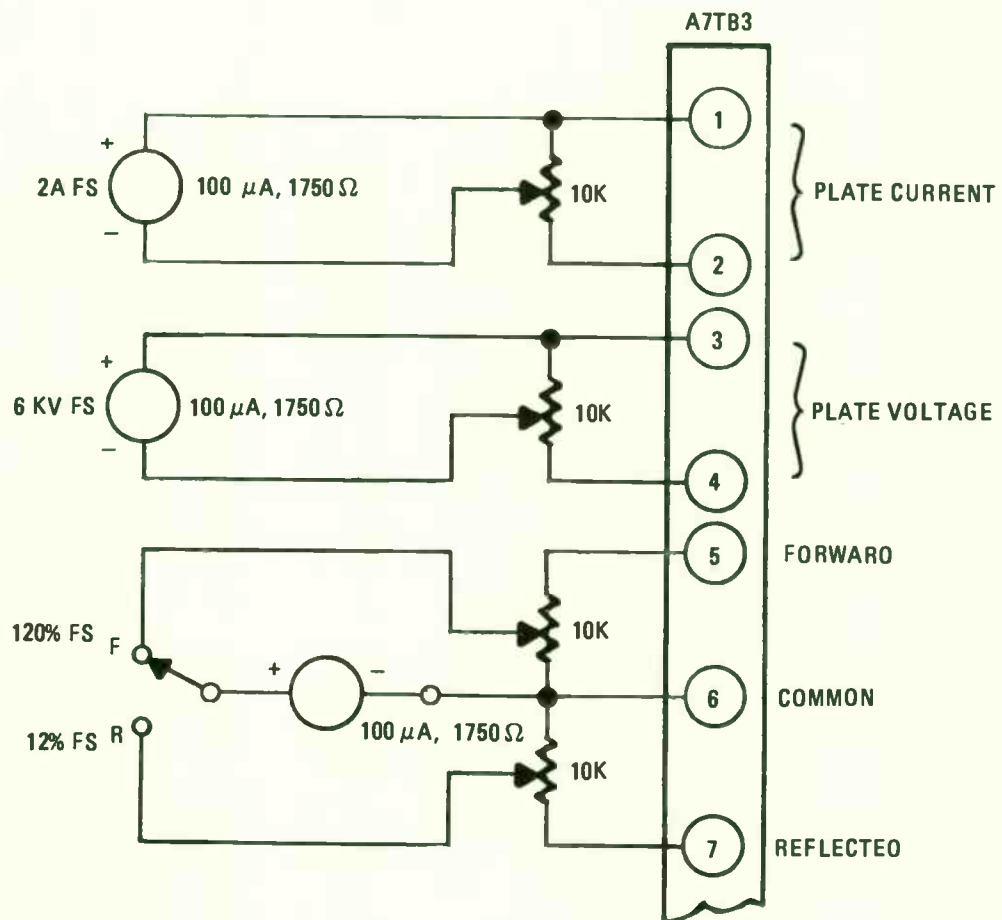 A7TB3
1
+
2A FS
100 μA, 1750 Ω
10K
PLATE CURRENT
−
2
3
+
6 KV FS
100 μA, 1750 Ω
10K
PLATE VOLTAGE
−
4
5
FORWARO
120% FS
F
+
−
10K
6
COMMON
12% FS
R
100 μA, 1750 Ω
10K
7
REFLECTEO